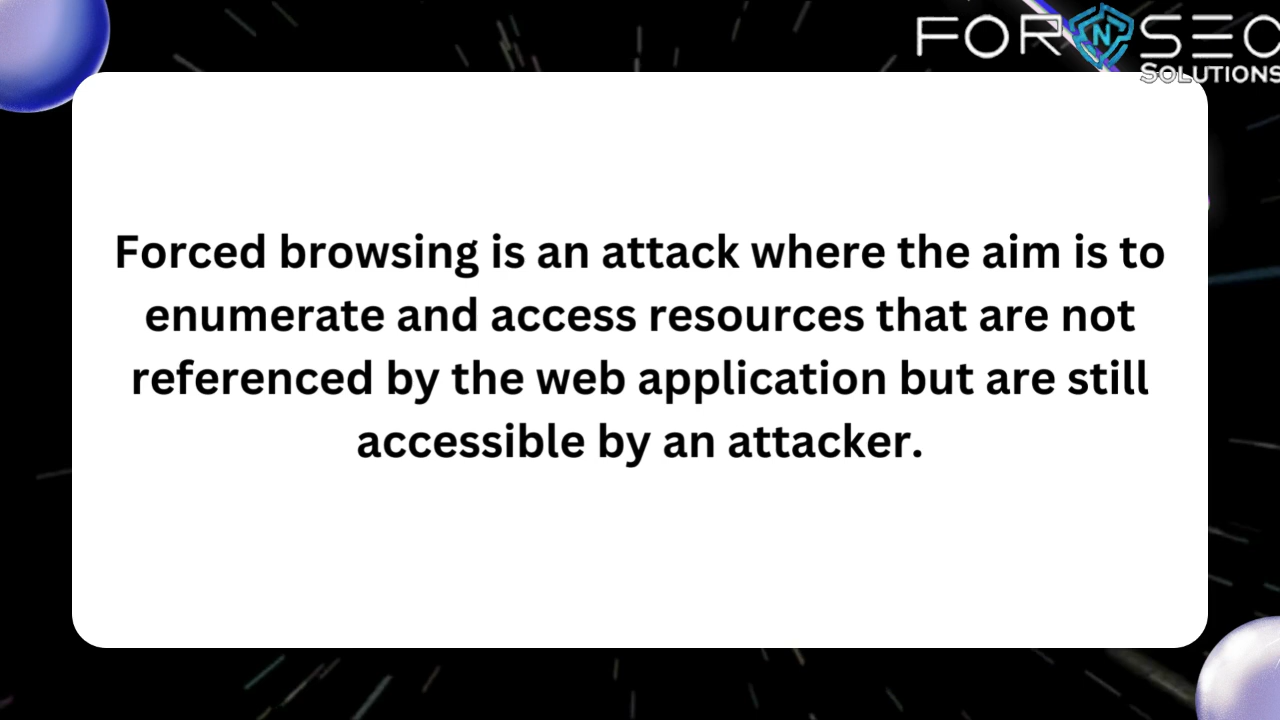 FORNSEC
SOLUTIONS
Forced browsing is an attack where the aim is to
enumerate and access resources that are not
referenced by the web application but are still
accessible by an attacker.